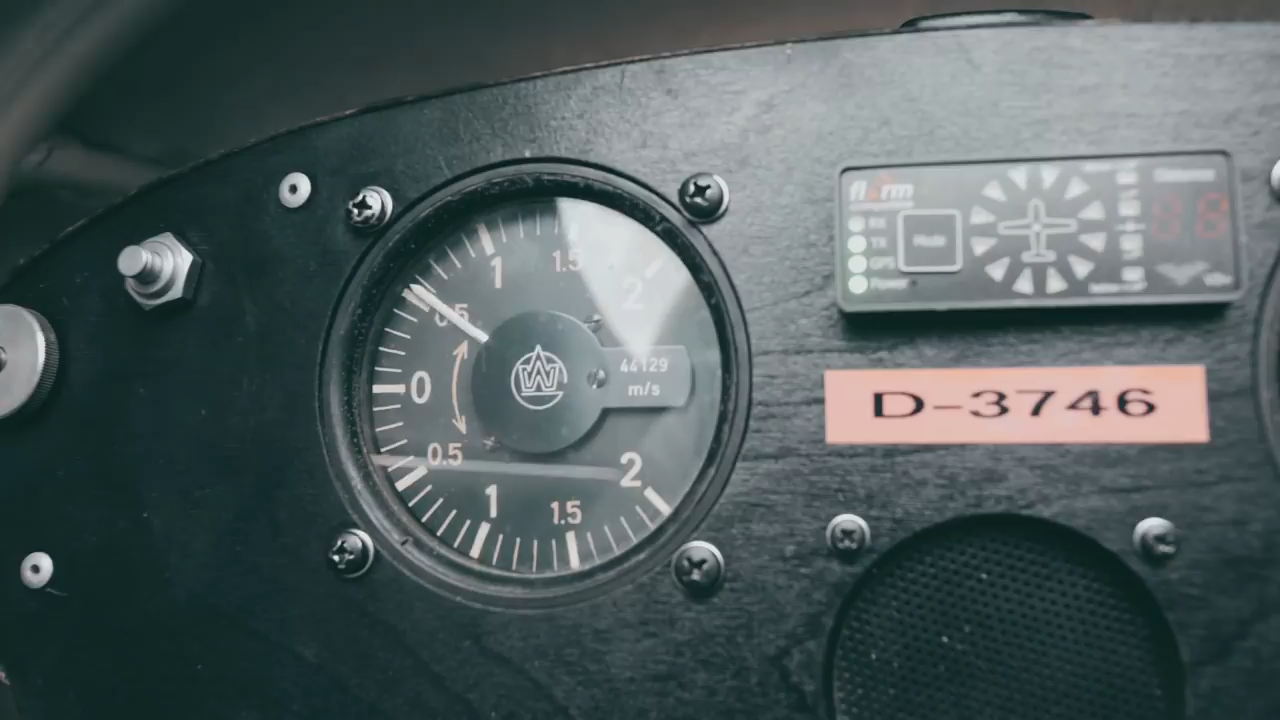 1
1.5
2
0.5
0
0.5
1
1.5
2
W
44129
m/s
flarm
RX
TX
GPS
Power
Mode
D-3746